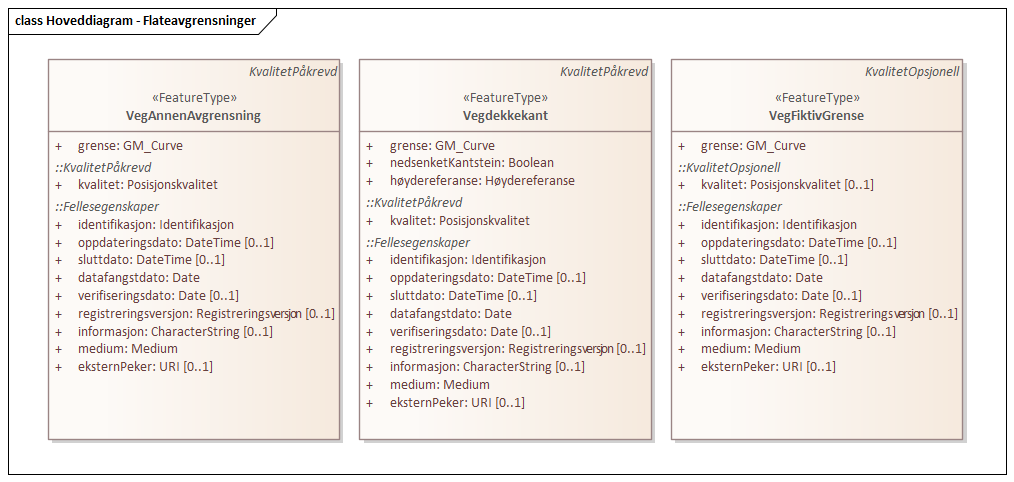 class Hoveddiagram - Flateavgrensninger
KvalitetPåkrevd
«FeatureType»
VegAnnenAvgrensning
+ grense: GM_Curve
::KvalitetPåkrevd
+ kvalitet: Posisjonskvalitet
::Fellesegenskaper
+ identifikasjon: Identifikasjon
+ oppdateringsdato: DateTime [0..1]
+ sluttdato: DateTime [0..1]
+ datafangstdato: Date
+ verifiseringsdato: Date [0..1]
+ registreringsversjon: Registreringsversjon [0..1]
+ informasjon: CharacterString [0..1]
+ medium: Medium
+ eksternPeker: URI [0..1]
KvalitetPåkrevd
«FeatureType»
Vegdekkekant
+ grense: GM_Curve
+ nedsenketKantstein: Boolean
+ høydereferanse: Høydereferanse
::KvalitetPåkrevd
+ kvalitet: Posisjonskvalitet
::Fellesegenskaper
+ identifikasjon: Identifikasjon
+ oppdateringsdato: DateTime [0..1]
+ sluttdato: DateTime [0..1]
+ datafangstdato: Date
+ verifiseringsdato: Date [0..1]
+ registreringsversjon: Registreringsversjon [0..1]
+ informasjon: CharacterString [0..1]
+ medium: Medium
+ eksternPeker: URI [0..1]
KvalitetOpsjonell
«FeatureType»
VegFiktivGrense
+ grense: GM_Curve
::KvalitetOpsjonell
+ kvalitet: Posisjonskvalitet [0..1]
::Fellesegenskaper
+ identifikasjon: Identifikasjon
+ oppdateringsdato: DateTime [0..1]
+ sluttdato: DateTime [0..1]
+ datafangstdato: Date
+ verifiseringsdato: Date [0..1]
+ registreringsversjon: Registreringsversjon [0..1]
+ informasjon: CharacterString [0..1]
+ medium: Medium
+ eksternPeker: URI [0..1]